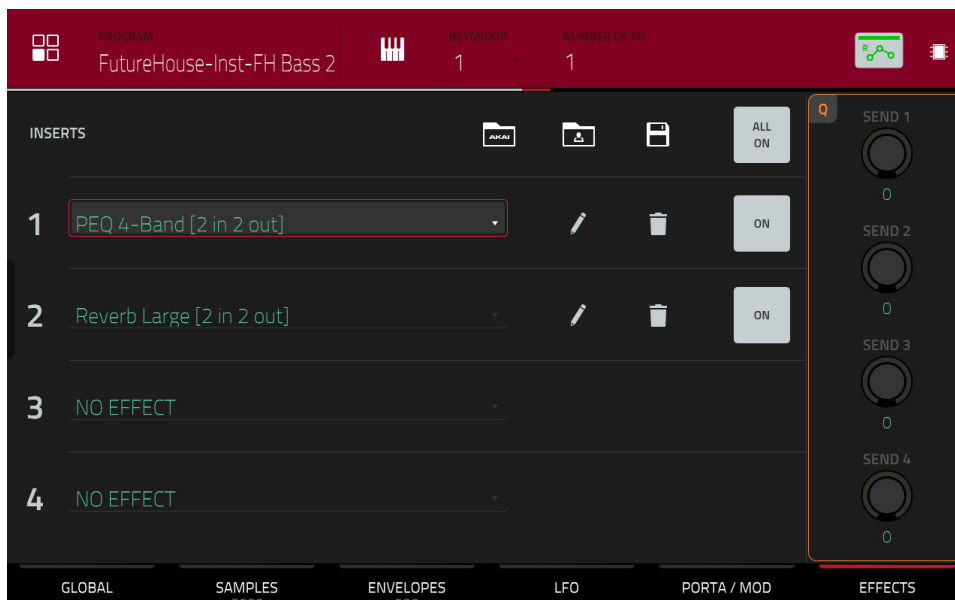 PROGRAM KEYGROUP NUMBER OF KG
FutureHouse-Inst-FH Bass 2 1 1
R
INSERTS AKAI ALL ON
Q SEND 1
0
1 PEQ 4-Band [2 in 2 out] ON
SEND 2
0
2 Reverb Large [2 in 2 out] ON
SEND 3
0
3 NO EFFECT
SEND 4
0
4 NO EFFECT
GLOBAL SAMPLES ENVELOPES LFO PORTA / MOD EFFECTS